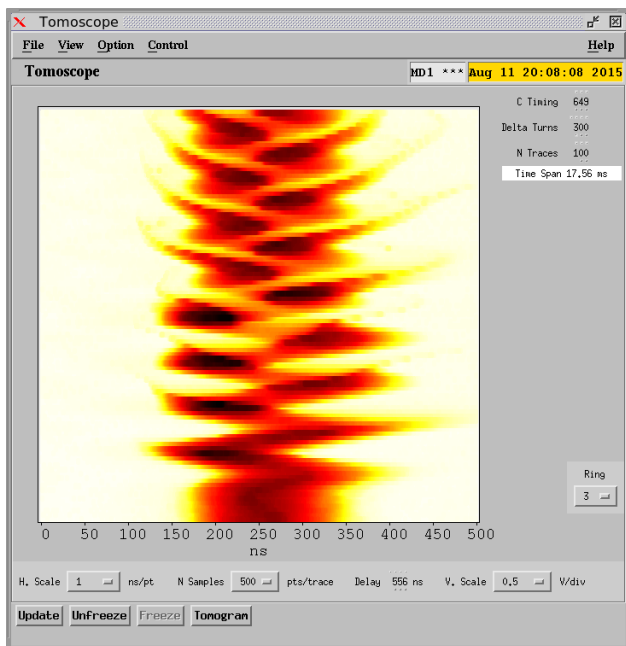 Tomoscope
File View Option Control Help
Tomoscope MD1 *** Aug 11 20:08:08 2015
C Timing 649
Delta Turns 300
N Traces 100
Time Span 17.56 ms
Ring
3
0 50 100 150 200 250 300 350 400 450 500
ns
H. Scale 1 ns/pt N Samples 500 pts/trace Delay 556 ns V. Scale 0.5 V/div
Update Unfreeze Freeze Tomogram